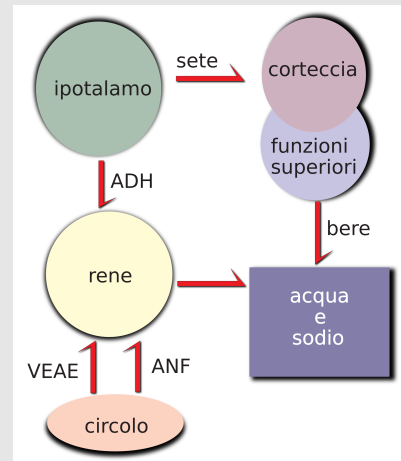 ipotalamo
sete
corteccia
funzioni
superiori
ADH
bere
rene
acqua
e
sodio
VEAE
ANF
circolo